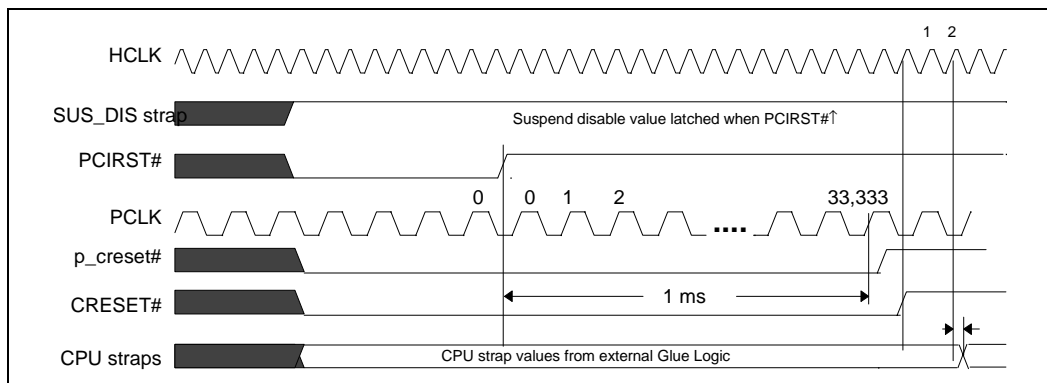 1 2
HCLK
SUS_DIS strap
Suspend disable value latched when PCIRST#↑
PCIRST#
0 0 1 2 33,333
PCLK
....
p_creset#
1 ms
CRESET#
CPU straps
CPU strap values from external Glue Logic